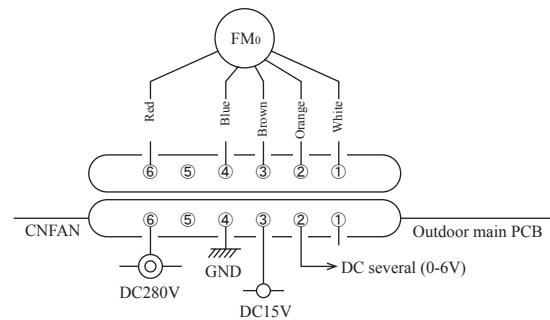 FM0
Red
Blue
Brown
Orange
White
⑥ ⑤ ④ ③ ② ①
⑥ ⑤ ④ ③ ② ①
CNFAN
Outdoor main PCB
GND
DC several (0-6V)
DC280V
DC15V